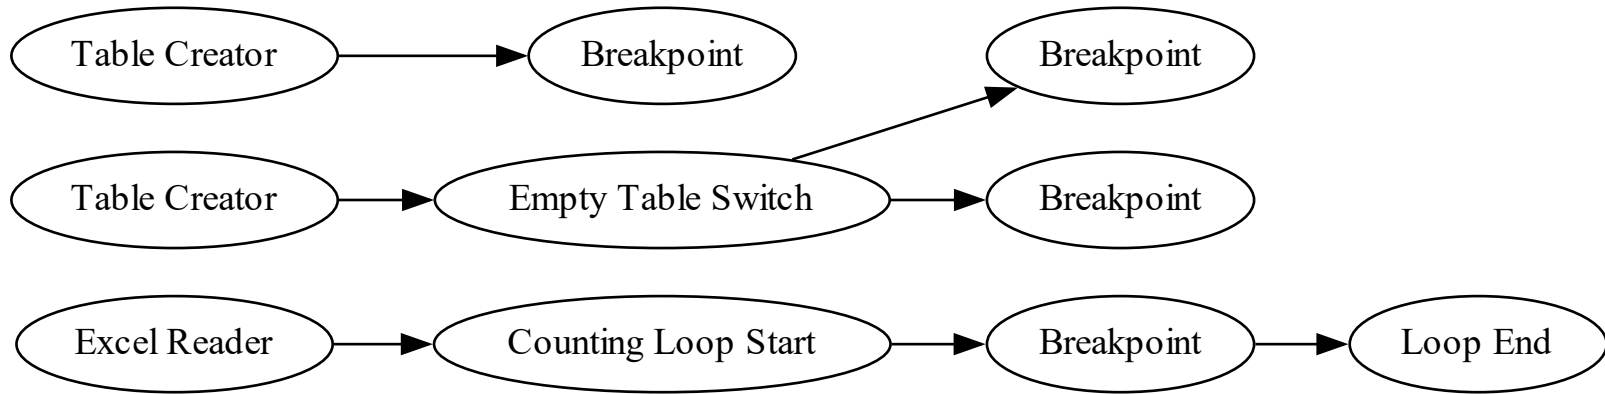 Table Creator
Breakpoint
Breakpoint
Table Creator
Empty Table Switch
Breakpoint
Excel Reader
Counting Loop Start
Breakpoint
Loop End